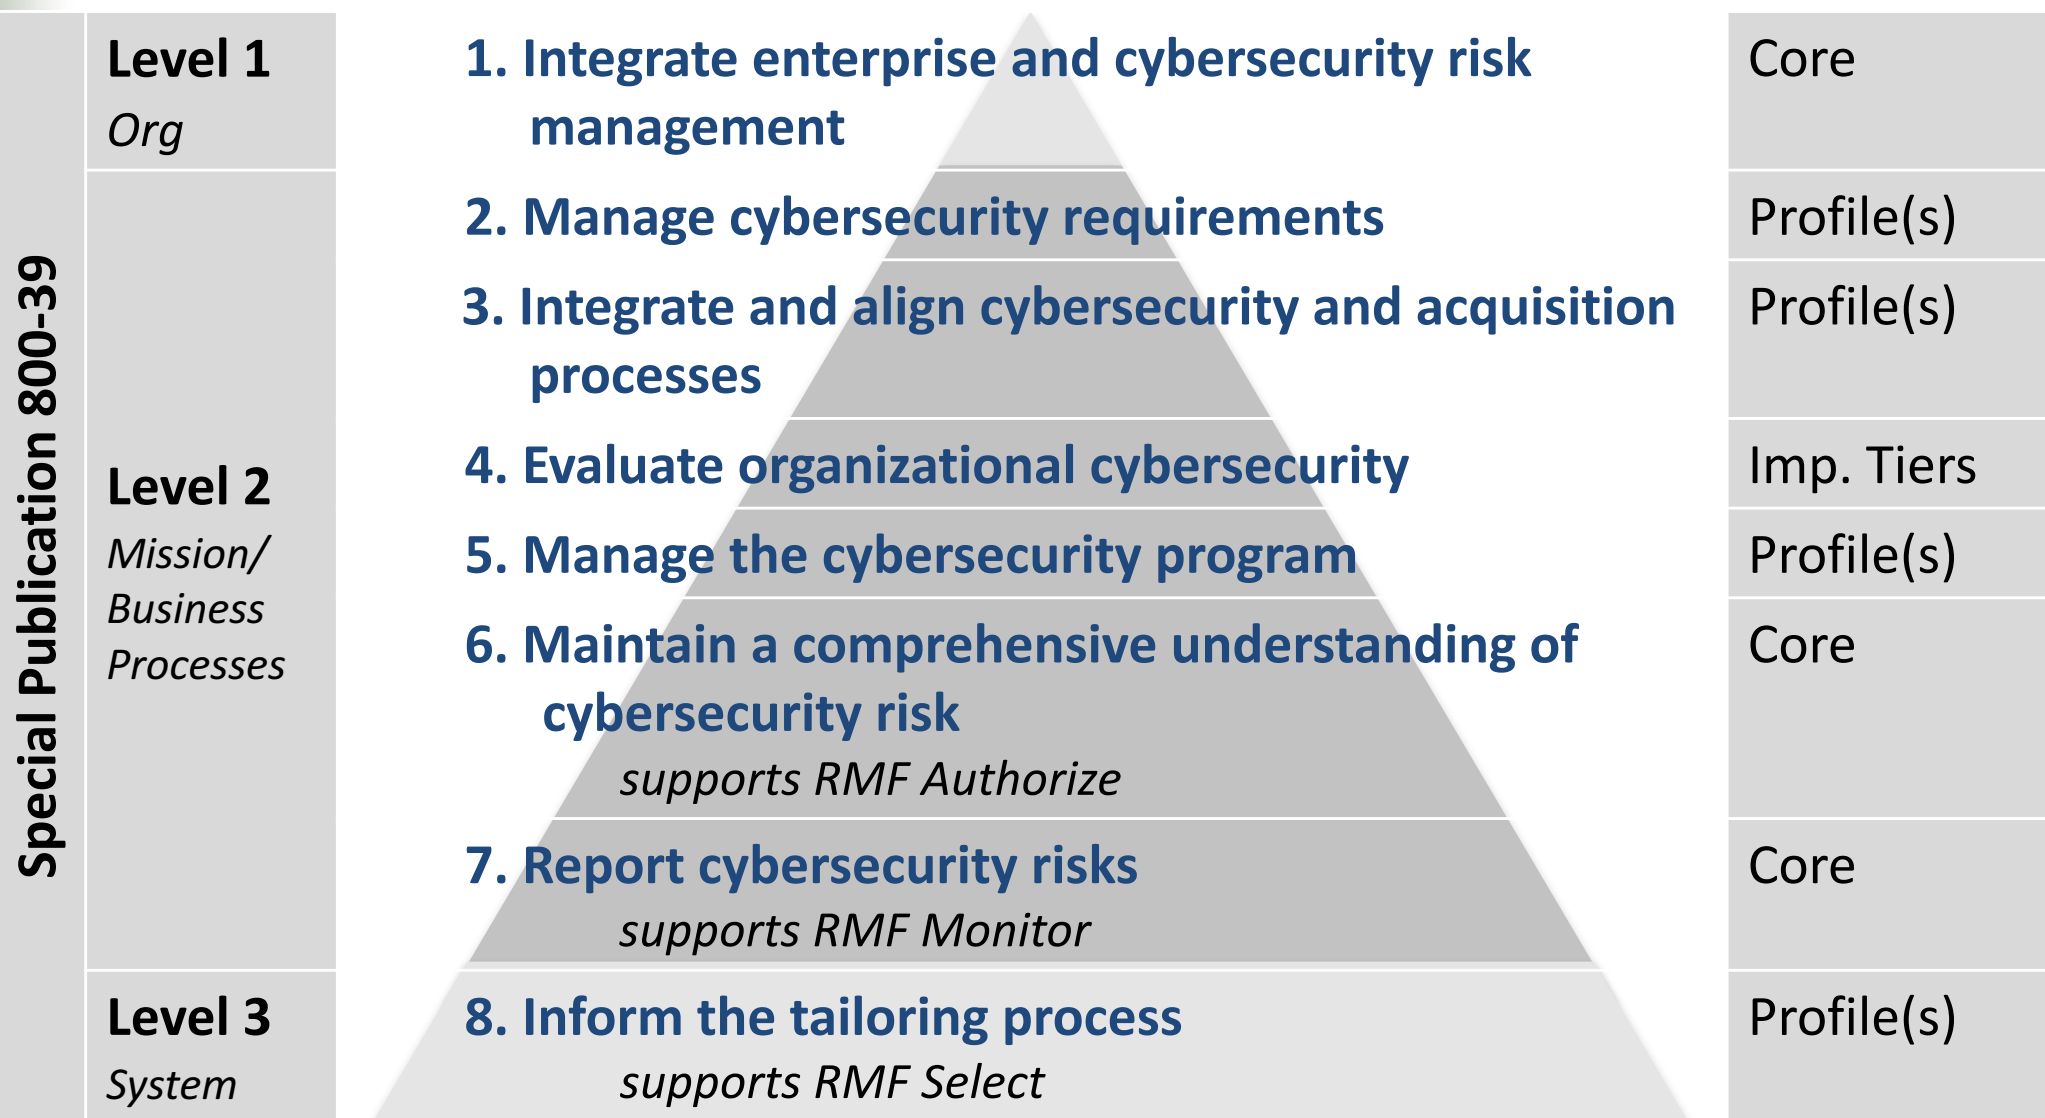 Special Publication 800-39
Level 1
Org
1. Integrate enterprise and cybersecurity risk
management
Core
Level 2
Mission/
Business
Processes
2. Manage cybersecurity requirements
Profile(s)
3. Integrate and align cybersecurity and acquisition
processes
Profile(s)
4. Evaluate organizational cybersecurity
Imp. Tiers
5. Manage the cybersecurity program
Profile(s)
6. Maintain a comprehensive understanding of
cybersecurity risk
supports RMF Authorize
Core
7. Report cybersecurity risks
supports RMF Monitor
Core
Level 3
System
8. Inform the tailoring process
supports RMF Select
Profile(s)